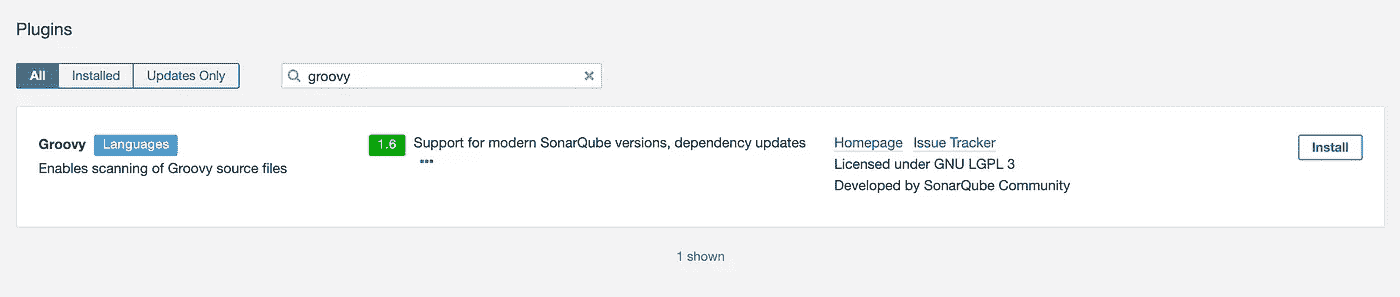 Plugins
All Installed Updates Only groovy
Groovy Languages 1.6 Support for modern SonarQube versions, dependency updates Homepage Issue Tracker Install
Enables scanning of Groovy source files ••• Licensed under GNU LGPL 3
Developed by SonarQube Community
1 shown